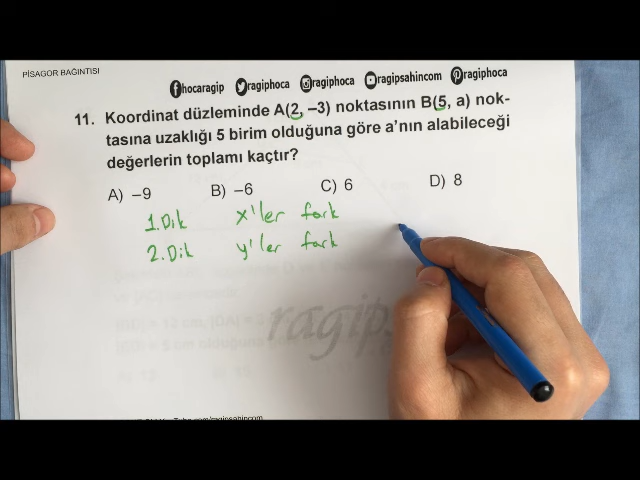 PİSAGOR BAĞINTISI
hocaragip ragiphoca ragiphoca ragipsahincom ragiphoca
11. Koordinat düzleminde A(2, –3) noktasının B(5, a) nok-
tasına uzaklığı 5 birim olduğuna göre a'nın alabileceği
değerlerin toplamı kaçtır?
A) –9 B) –6 C) 6 D) 8
1.Dik x'ler fark
2.Dik y'ler fark
ragips